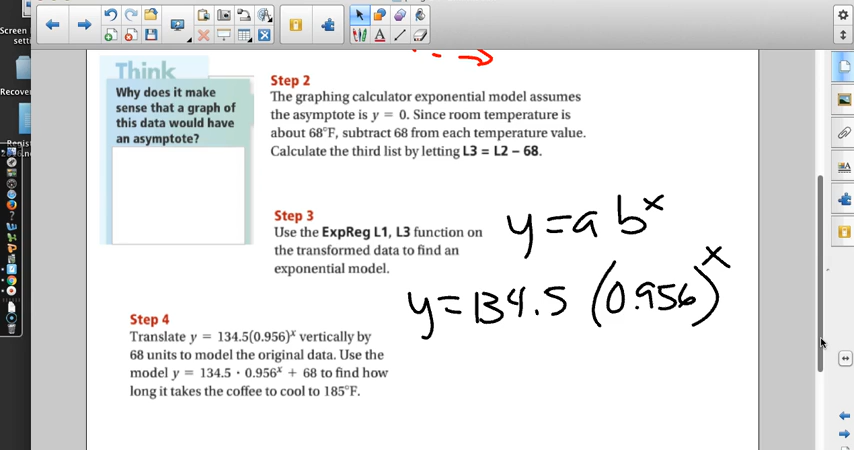 Screen
Recover
Regist
Think
Why does it make
sense that a graph of
this data would have
an asymptote?
Step 2
The graphing calculator exponential model assumes
the asymptote is y = 0. Since room temperature is
about 68°F, subtract 68 from each temperature value.
Calculate the third list by letting L3 = L2 – 68.
Step 3
Use the ExpReg L1, L3 function on
the transformed data to find an
exponential model.
y = a b^x
y = 134.5 (0.956)^x
Step 4
Translate y = 134.5(0.956)^x vertically by
68 units to model the original data. Use the
model y = 134.5 · 0.956^x + 68 to find how
long it takes the coffee to cool to 185°F.